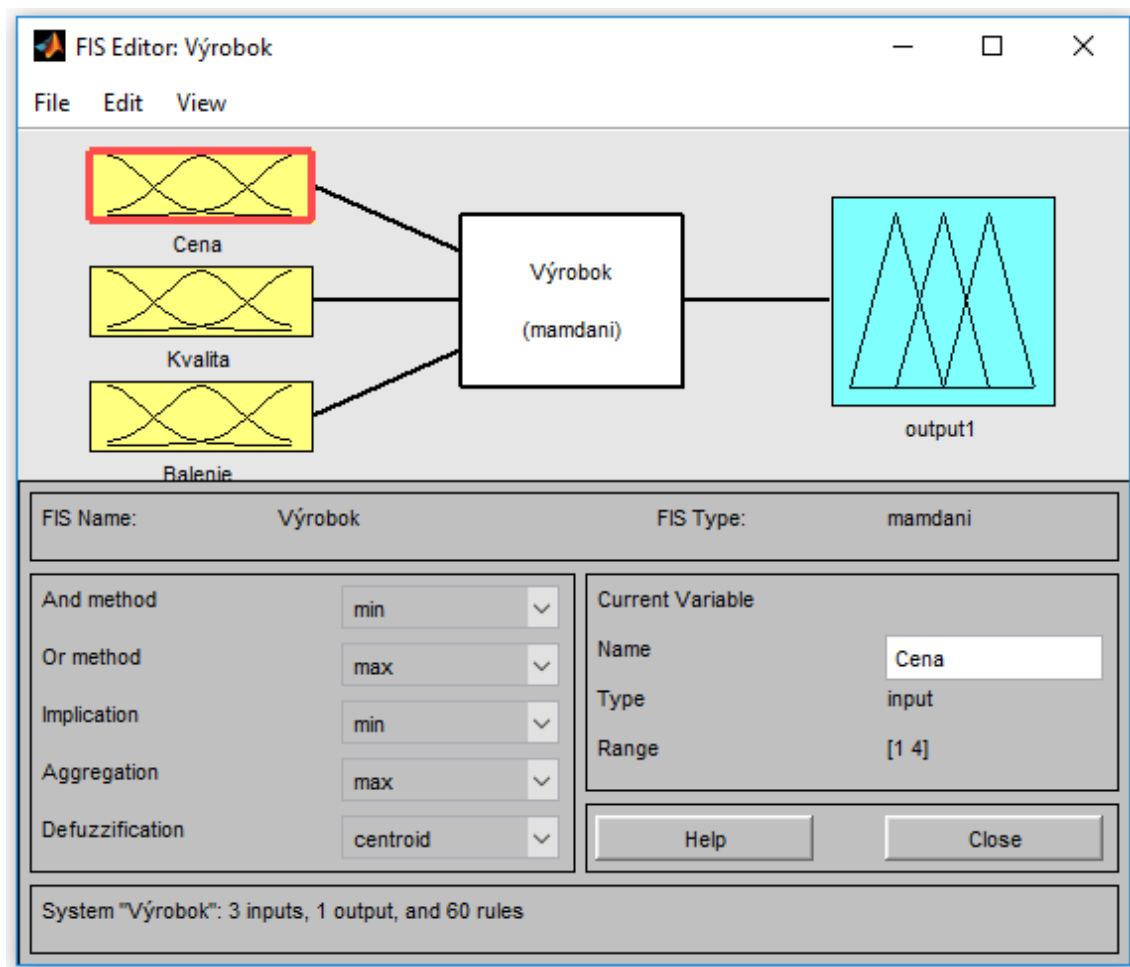 FIS Editor: Výrobok
File Edit View
Cena
Kvalita
Balenie
Výrobok
(mamdani)
output1
FIS Name: Výrobok FIS Type: mamdani
And method min
Or method max
Implication min
Aggregation max
Defuzzification centroid
Current Variable
Name Cena
Type input
Range [1 4]
Help Close
System "Výrobok": 3 inputs, 1 output, and 60 rules